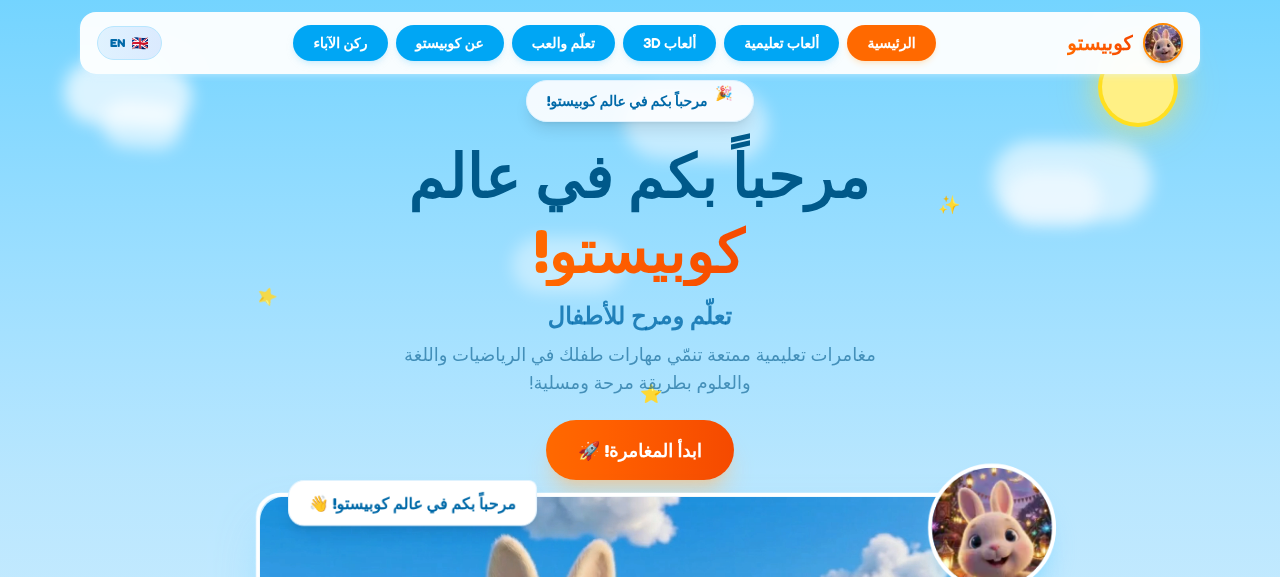 كوبيستو
الرئيسية
ألعاب تعليمية
ألعاب 3D
تعلّم والعب
عن كوبيستو
ركن الآباء
🇬🇧 EN
🎉 مرحباً بكم في عالم كوبيستو!
مرحباً بكم في عالم
كوبيستو!
تعلّم ومرح للأطفال
مغامرات تعليمية ممتعة تنمّي مهارات طفلك في الرياضيات واللغة
والعلوم بطريقة مرحة ومسلية!
ابدأ المغامرة! 🚀
مرحباً بكم في عالم كوبيستو! 👋